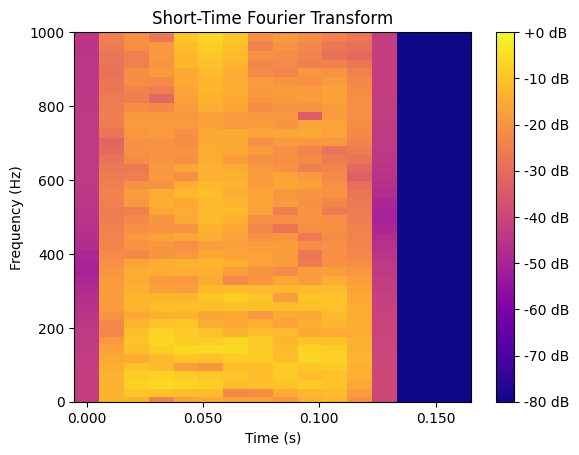 Short-Time Fourier Transform
1000
800
600
400
200
0
Frequency (Hz)
0.000
0.050
0.100
0.150
Time (s)
+0 dB
-10 dB
-20 dB
-30 dB
-40 dB
-50 dB
-60 dB
-70 dB
-80 dB